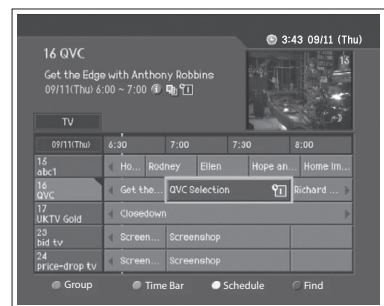 3:43 09/11 (Thu)
16 QVC
Get the Edge with Anthony Robbins
09/11(Thu) 6:00 ~ 7:00
TV
09/11(Thu) 6:30 7:00 7:30 8:00
15
abc1 Ho... Rodney Ellen Hope an... Home Im...
16
QVC Get the... QVC Selection Richard ...
17
UKTV Gold Closedown
23
bid tv Screen... Screenshop
24
price-drop tv Screen... Screenshop
Group Time Bar Schedule Find